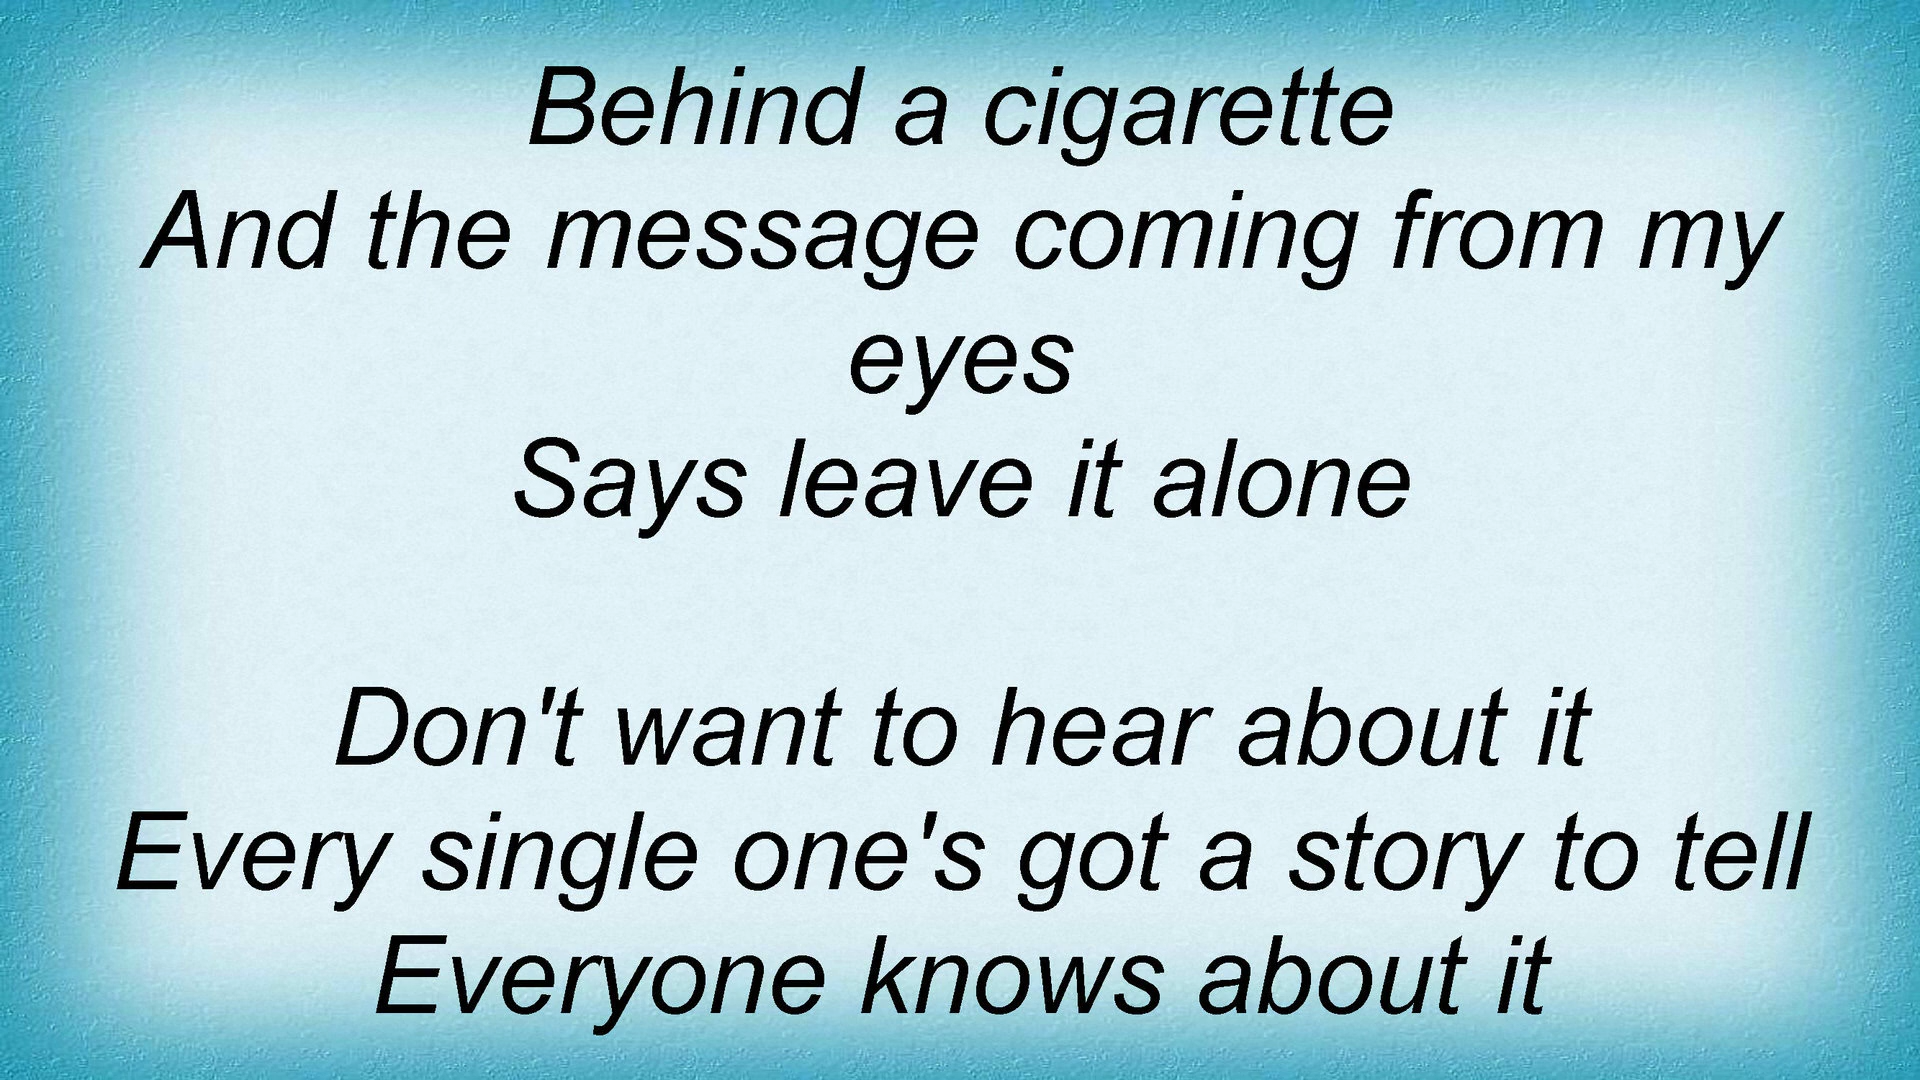 Behind a cigarette
And the message coming from my
eyes
Says leave it alone
Don't want to hear about it
Every single one's got a story to tell
Everyone knows about it